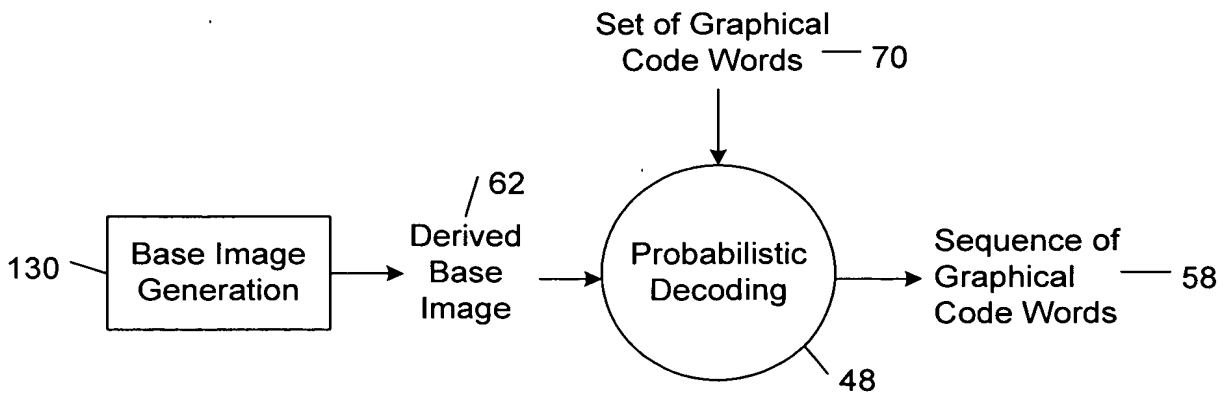 Set of Graphical
Code Words 70
62
Derived
Base
Image
130
Base Image
Generation
Probabilistic
Decoding
Sequence of
Graphical
Code Words
58
48